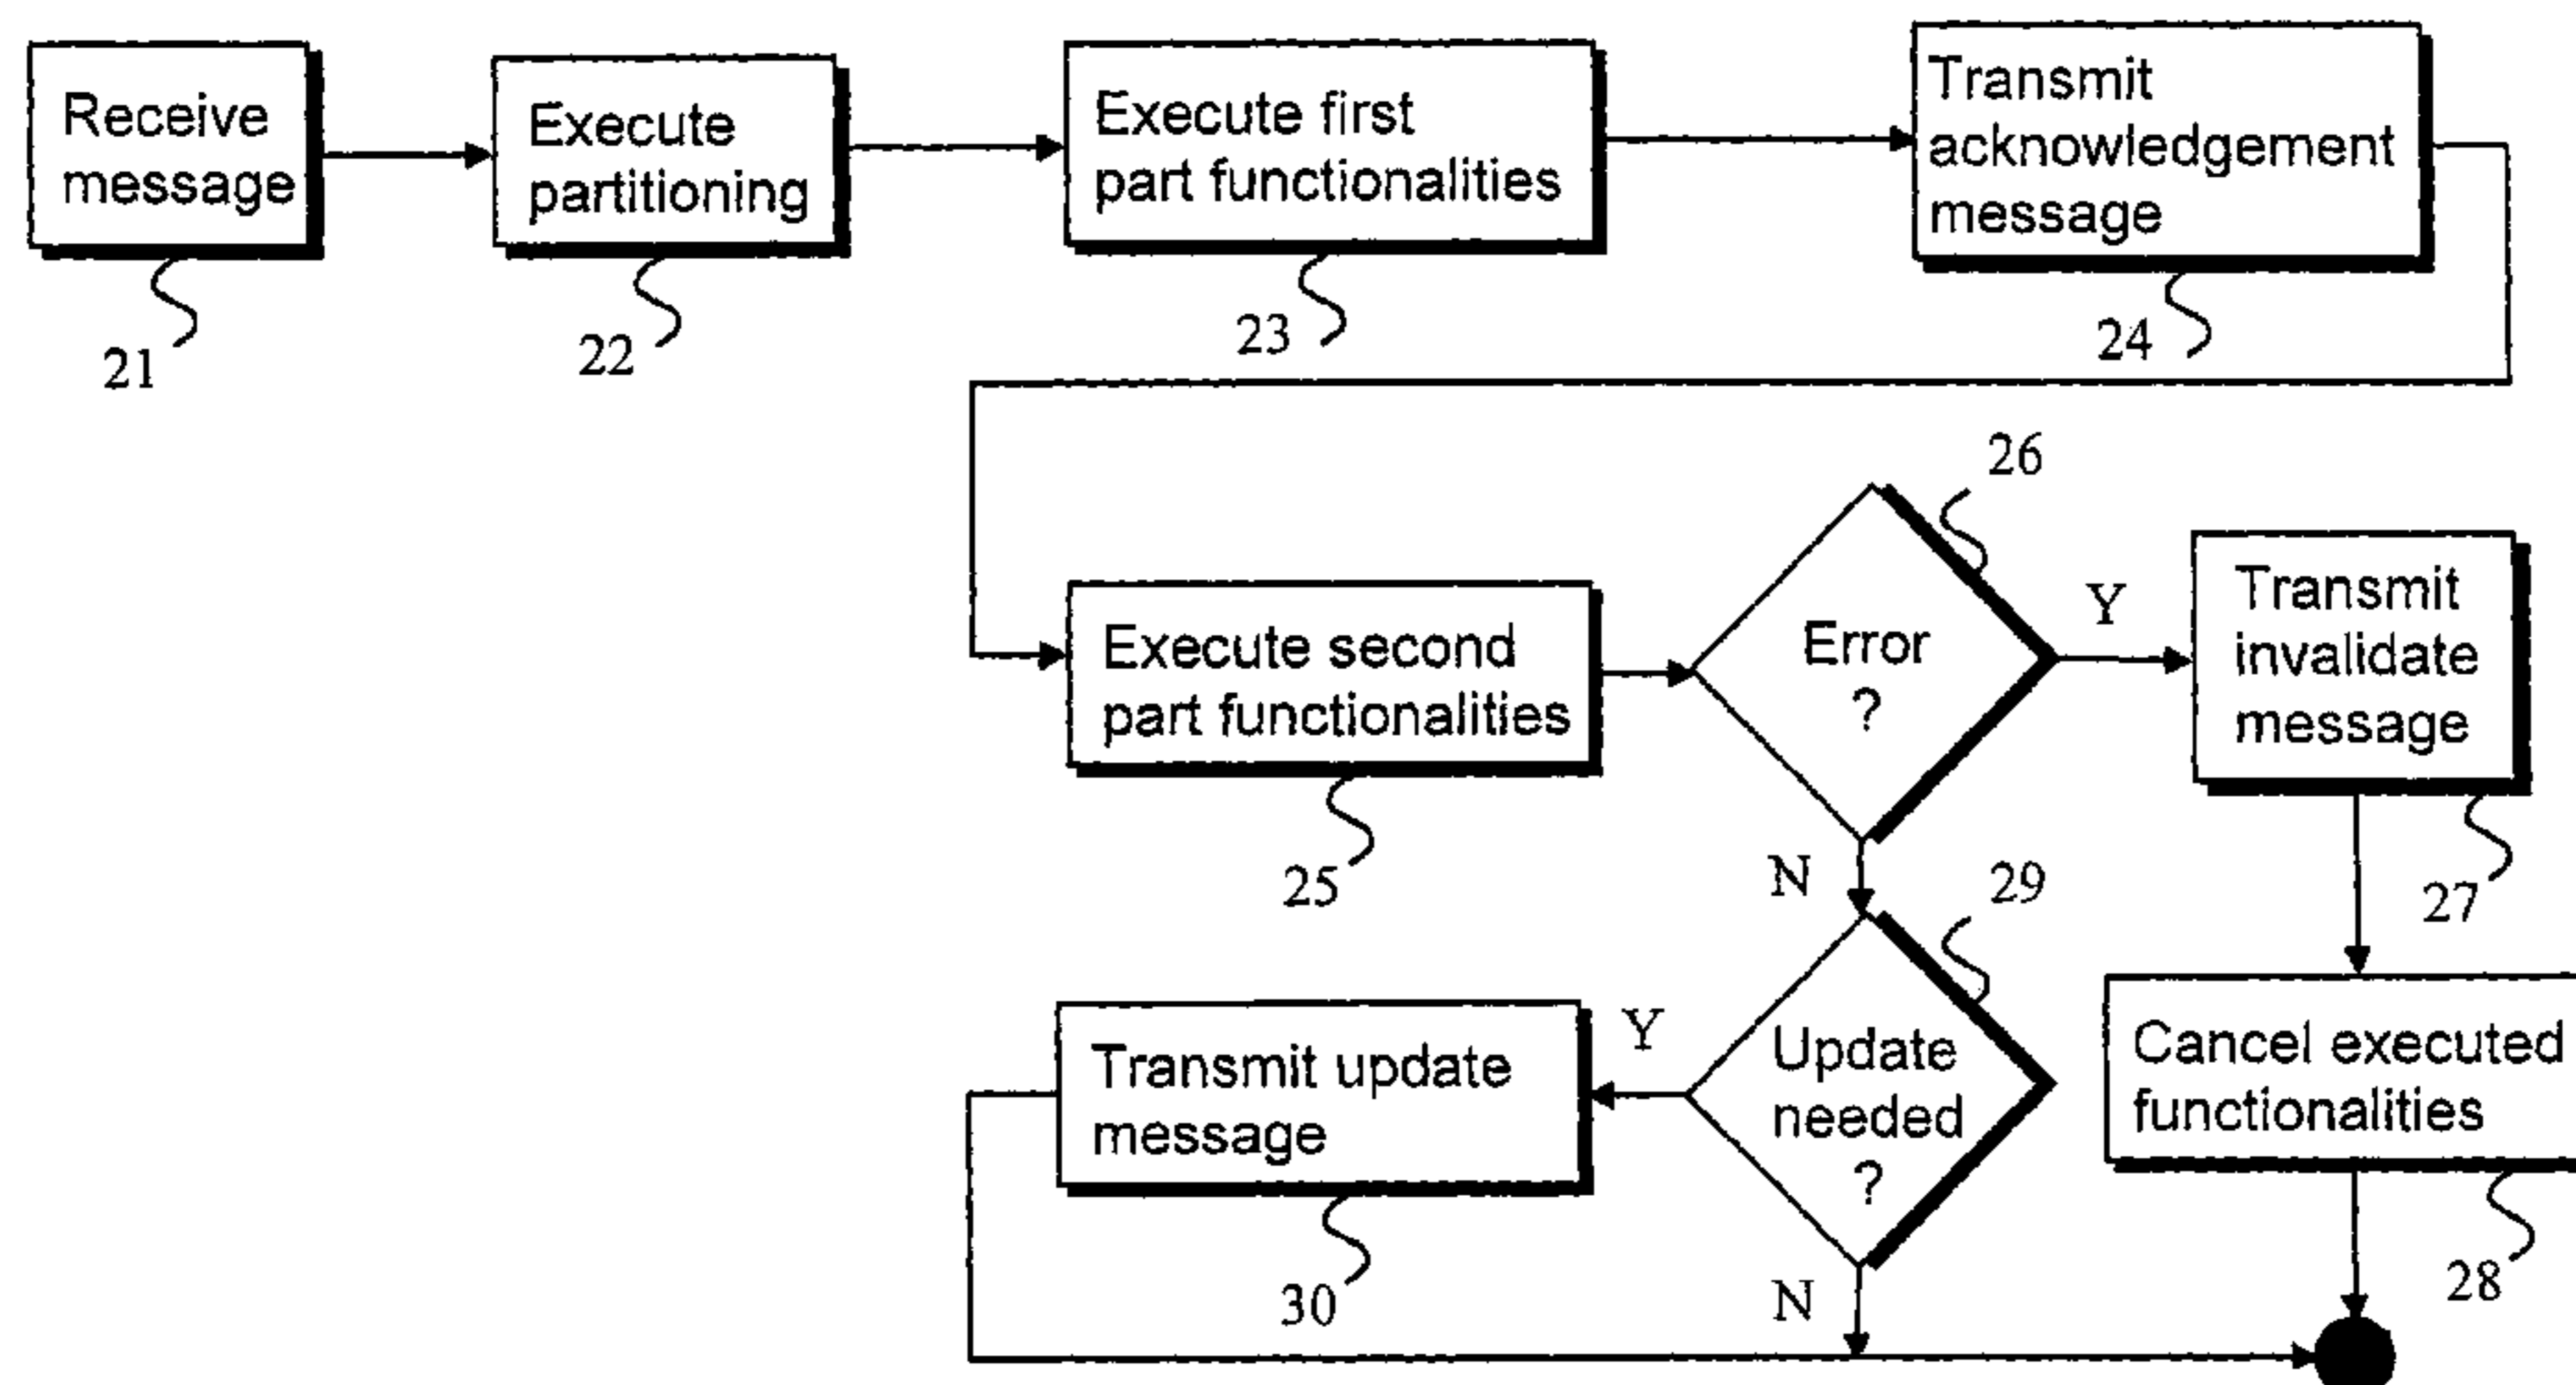 Receive
message
21
Execute
partitioning
22
Execute first
part functionalities
23
Transmit
acknowledgement
message
24
Execute second
part functionalities
25
Error
?
26
Y
N
Transmit
invalidate
message
27
Cancel executed
functionalities
28
Update
needed
?
29
Y
N
Transmit update
message
30